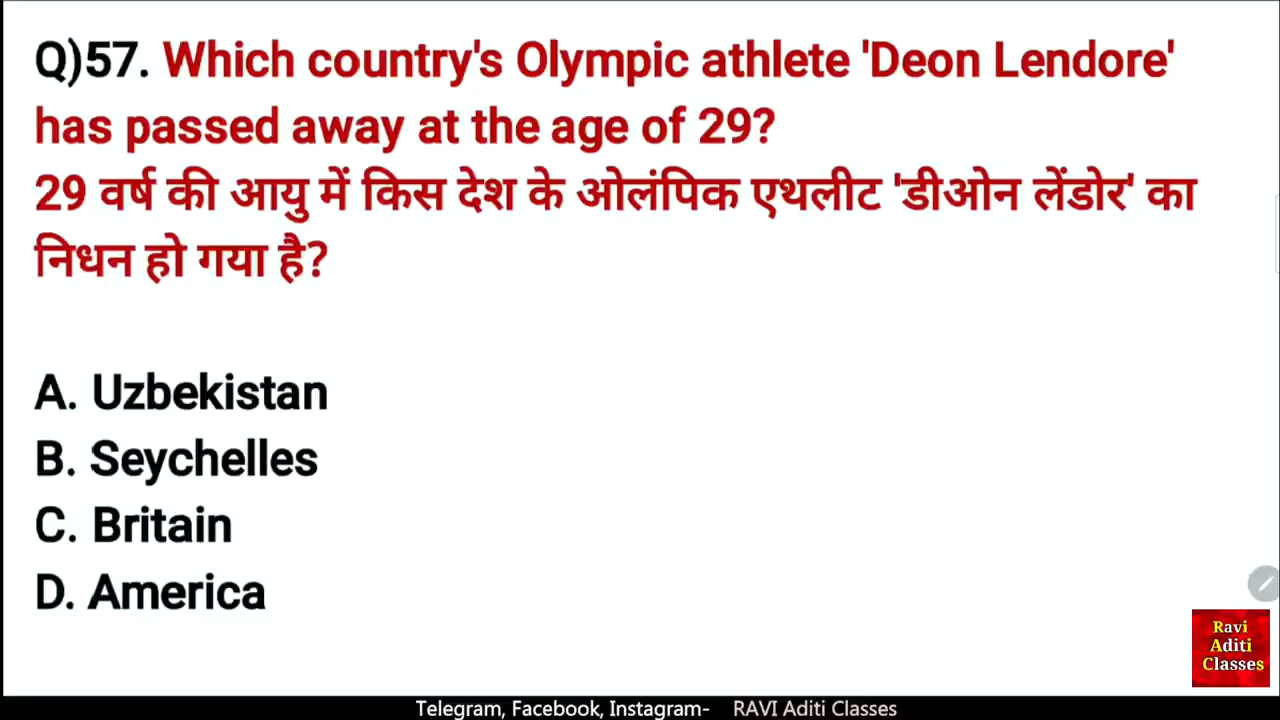 Q)57. Which country's Olympic athlete 'Deon Lendore'
has passed away at the age of 29?
29 वर्ष की आयु में किस देश के ओलंपिक एथलीट 'डीओन लेंडोर' का
निधन हो गया है?
A. Uzbekistan
B. Seychelles
C. Britain
D. America
Ravi
Aditi
Classes
Telegram, Facebook, Instagram- RAVI Aditi Classes